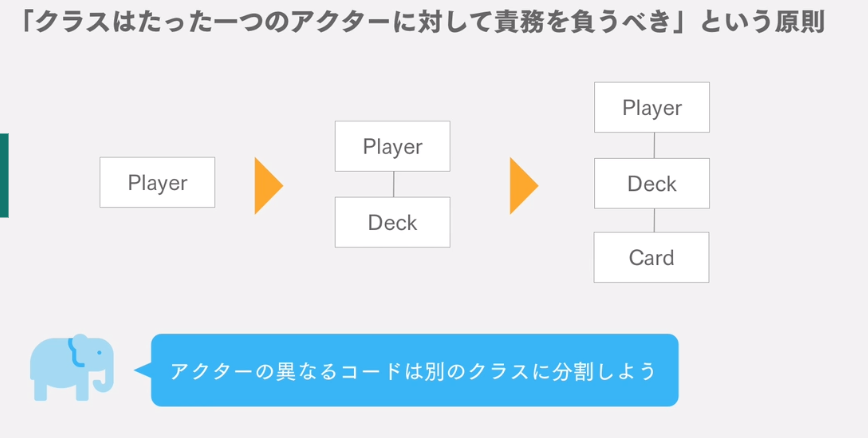 「クラスはたった一つのアクターに対して責務を負うべき」という原則
Player
Player
Deck
Player
Deck
Card
アクターの異なるコードは別のクラスに分割しよう